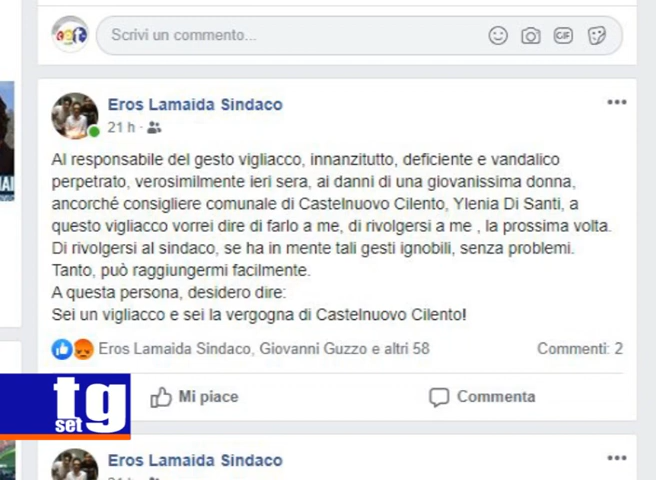 Scrivi un commento...
GIF
Eros Lamaida Sindaco
21 h ·
Al responsabile del gesto vigliacco, innanzitutto, deficiente e vandalico
perpetrato, verosimilmente ieri sera, ai danni di una giovanissima donna,
ancorché consigliere comunale di Castelnuovo Cilento, Ylenia Di Santi, a
questo vigliacco vorrei dire di farlo a me, di rivolgersi a me , la prossima volta.
Di rivolgersi al sindaco, se ha in mente tali gesti ignobili, senza problemi.
Tanto, può raggiungermi facilmente.
A questa persona, desidero dire:
Sei un vigliacco e sei la vergogna di Castelnuovo Cilento!
Eros Lamaida Sindaco, Giovanni Guzzo e altri 58 Commenti: 2
Mi piace Commenta
tg
set
Eros Lamaida Sindaco